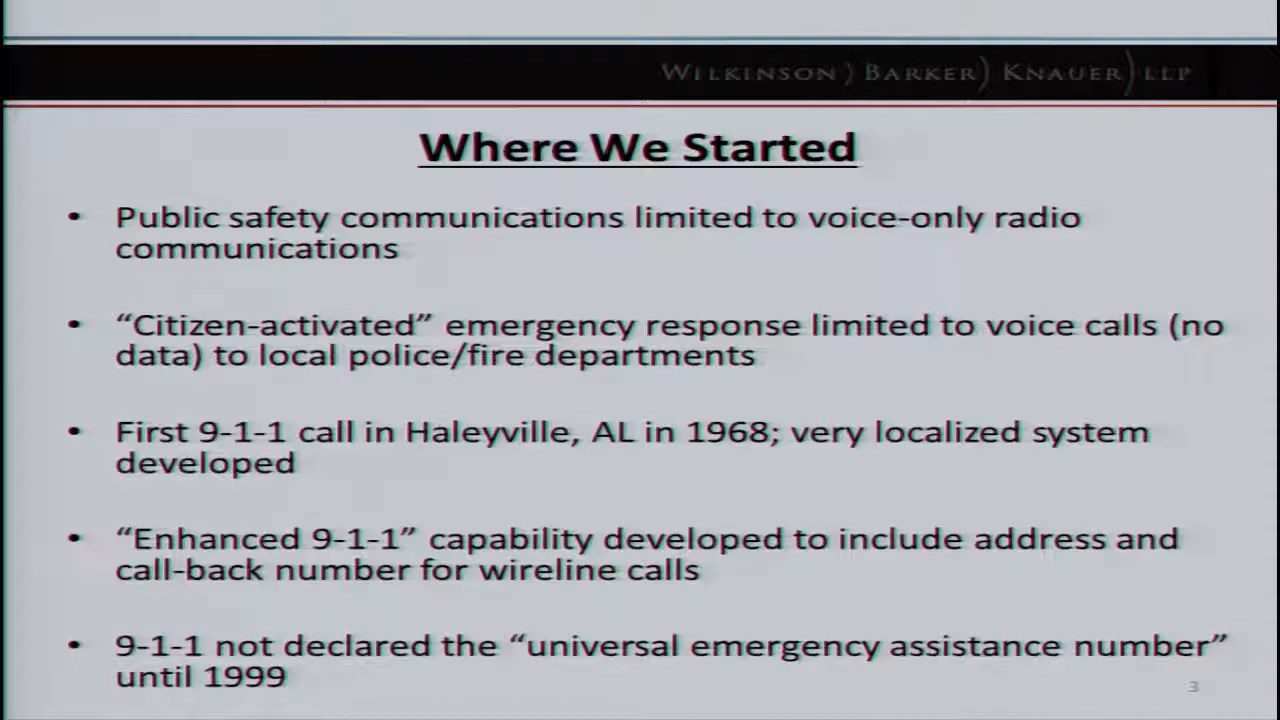 WILKINSON ) BARKER ) KNAUER ) LLP
Where We Started
• Public safety communications limited to voice-only radio
communications
• “Citizen-activated” emergency response limited to voice calls (no
data) to local police/fire departments
• First 9-1-1 call in Haleyville, AL in 1968; very localized system
developed
• “Enhanced 9-1-1” capability developed to include address and
call-back number for wireline calls
• 9-1-1 not declared the “universal emergency assistance number”
until 1999
3